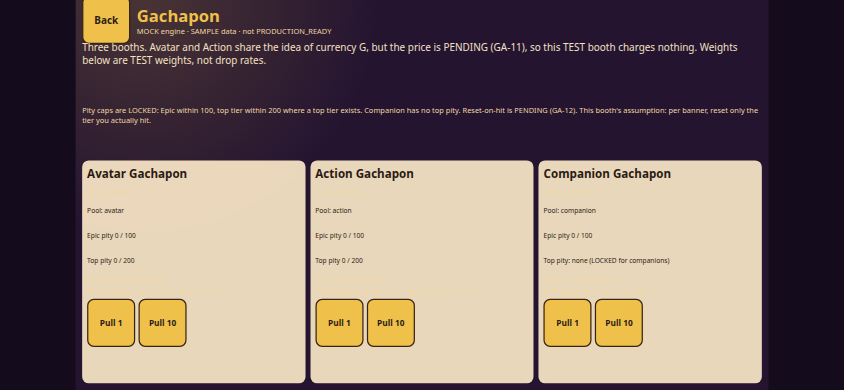 Back
Gachapon
MOCK engine · SAMPLE data · not PRODUCTION_READY
Three booths. Avatar and Action share the idea of currency G, but the price is PENDING (GA-11), so this TEST booth charges nothing. Weights
below are TEST weights, not drop rates.
Pity caps are LOCKED: Epic within 100, top tier within 200 where a top tier exists. Companion has no top pity. Reset-on-hit is PENDING (GA-12). This booth's assumption: per banner, reset only the
tier you actually hit.
Avatar Gachapon
Pool: avatar
Epic pity 0 / 100
Top pity 0 / 200
Pull 1
Pull 10
Action Gachapon
Pool: action
Epic pity 0 / 100
Top pity 0 / 200
Pull 1
Pull 10
Companion Gachapon
Pool: companion
Epic pity 0 / 100
Top pity: none (LOCKED for companions)
Pull 1
Pull 10